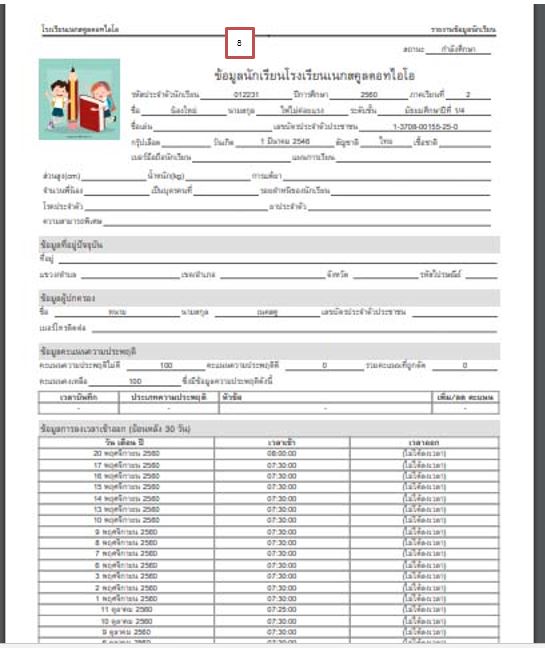 โรงเรียนเนกสคูลดอทไอโอ รายงานข้อมูลนักเรียน
8
สถานะ กำลังศึกษา
ข้อมูลนักเรียนโรงเรียนเนกสคูลดอทไอโอ
รหัสประจำตัวนักเรียน 012231 ปีการศึกษา 2560 ภาคเรียนที่ 2
ชื่อ น้องใหม่ นามสกุล ไฟไม่ค่อยแรง ระดับชั้น มัธยมศึกษาปีที่ 1/4
ชื่อเล่น เลขบัตรประจำตัวประชาชน 1-3708-00155-25-0
กรุ๊ปเลือด วันเกิด 1 มีนาคม 2546 สัญชาติ ไทย เชื้อชาติ
เบอร์มือถือนักเรียน แผนการเรียน
ส่วนสูง(cm) น้ำหนัก(kg) การแพ้ยา
จำนวนพี่น้อง เป็นบุตรคนที่ รอยตำหนิของนักเรียน
โรคประจำตัว ยาประจำตัว
ความสามารถพิเศษ
ข้อมูลที่อยู่ปัจจุบัน
ที่อยู่
แขวง/ตำบล เขต/อำเภอ จังหวัด รหัสไปรษณีย์
ข้อมูลผู้ปกครอง
ชื่อ นามสกุล เลขบัตรประจำตัวประชาชน
เบอร์โทรติดต่อ
ข้อมูลคะแนนความประพฤติ
คะแนนความประพฤติไม่ดี 100 คะแนนความประพฤติดี 0 รวมคะแนนที่ถูกตัด 0
คะแนนคงเหลือ 100 ซึ่งมีข้อมูลความประพฤติดังนี้
เวลาบันทึก ประเภทความประพฤติ หัวข้อ เพิ่ม/ลด คะแนน
- - - -
ข้อมูลการลงเวลาเข้าออก (ย้อนหลัง 30 วัน)
วัน เดือน ปี เวลาเข้า เวลาออก
20 พฤศจิกายน 2560 08:00:00 (ไม่ได้ลงเวลา)
17 พฤศจิกายน 2560 07:30:00 (ไม่ได้ลงเวลา)
16 พฤศจิกายน 2560 07:30:00 (ไม่ได้ลงเวลา)
15 พฤศจิกายน 2560 07:30:00 (ไม่ได้ลงเวลา)
14 พฤศจิกายน 2560 07:30:00 (ไม่ได้ลงเวลา)
13 พฤศจิกายน 2560 07:30:00 (ไม่ได้ลงเวลา)
10 พฤศจิกายน 2560 07:30:00 (ไม่ได้ลงเวลา)
9 พฤศจิกายน 2560 07:30:00 (ไม่ได้ลงเวลา)
8 พฤศจิกายน 2560 07:30:00 (ไม่ได้ลงเวลา)
7 พฤศจิกายน 2560 07:30:00 (ไม่ได้ลงเวลา)
6 พฤศจิกายน 2560 07:30:00 (ไม่ได้ลงเวลา)
3 พฤศจิกายน 2560 07:30:00 (ไม่ได้ลงเวลา)
2 พฤศจิกายน 2560 07:30:00 (ไม่ได้ลงเวลา)
1 พฤศจิกายน 2560 07:30:00 (ไม่ได้ลงเวลา)
11 ตุลาคม 2560 07:25:00 (ไม่ได้ลงเวลา)
10 ตุลาคม 2560 07:30:00 (ไม่ได้ลงเวลา)
9 ตุลาคม 2560 07:30:00 (ไม่ได้ลงเวลา)